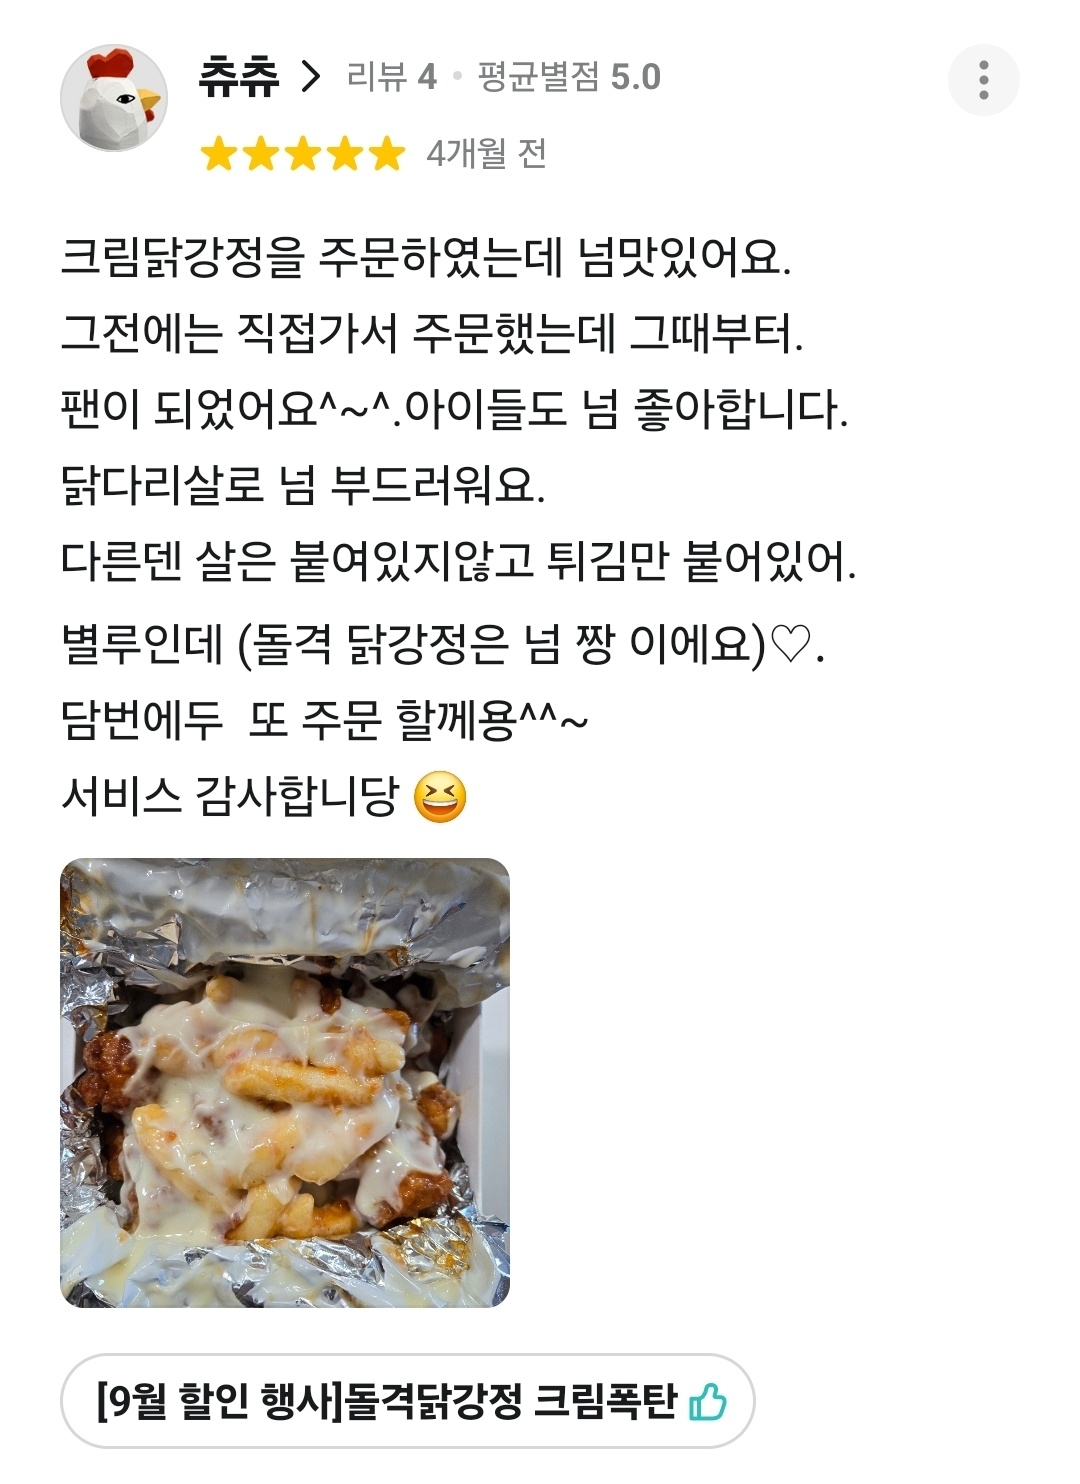 츄츄 > 리뷰 4 • 평균별점 5.0
4개월 전
크림닭강정을 주문하였는데 넘맛있어요.
그전에는 직접가서 주문했는데 그때부터.
팬이 되었어요^~^.아이들도 넘 좋아합니다.
닭다리살로 넘 부드러워요.
다른덴 살은 붙여있지않고 튀김만 붙어있어.
별루인데 (돌격 닭강정은 넘 짱 이에요)♡.
담번에두  또 주문 할께용^^~
서비스 감사합니당 😆
[9월 할인 행사]돌격닭강정 크림폭탄